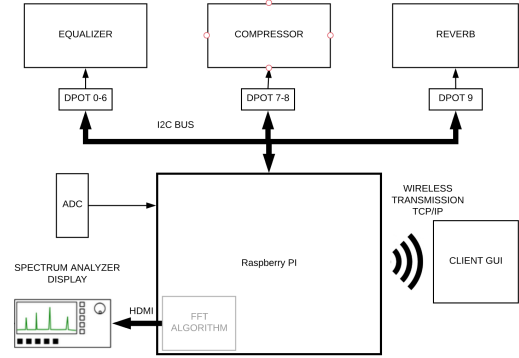 EQUALIZER
COMPRESSOR
REVERB
DPOT 0-6
DPOT 7-8
DPOT 9
I2C BUS
ADC
WIRELESS
TRANSMISSION
TCP/IP
Raspberry PI
CLIENT GUI
SPECTRUM ANALYZER
DISPLAY
HDMI
FFT
ALGORITHM